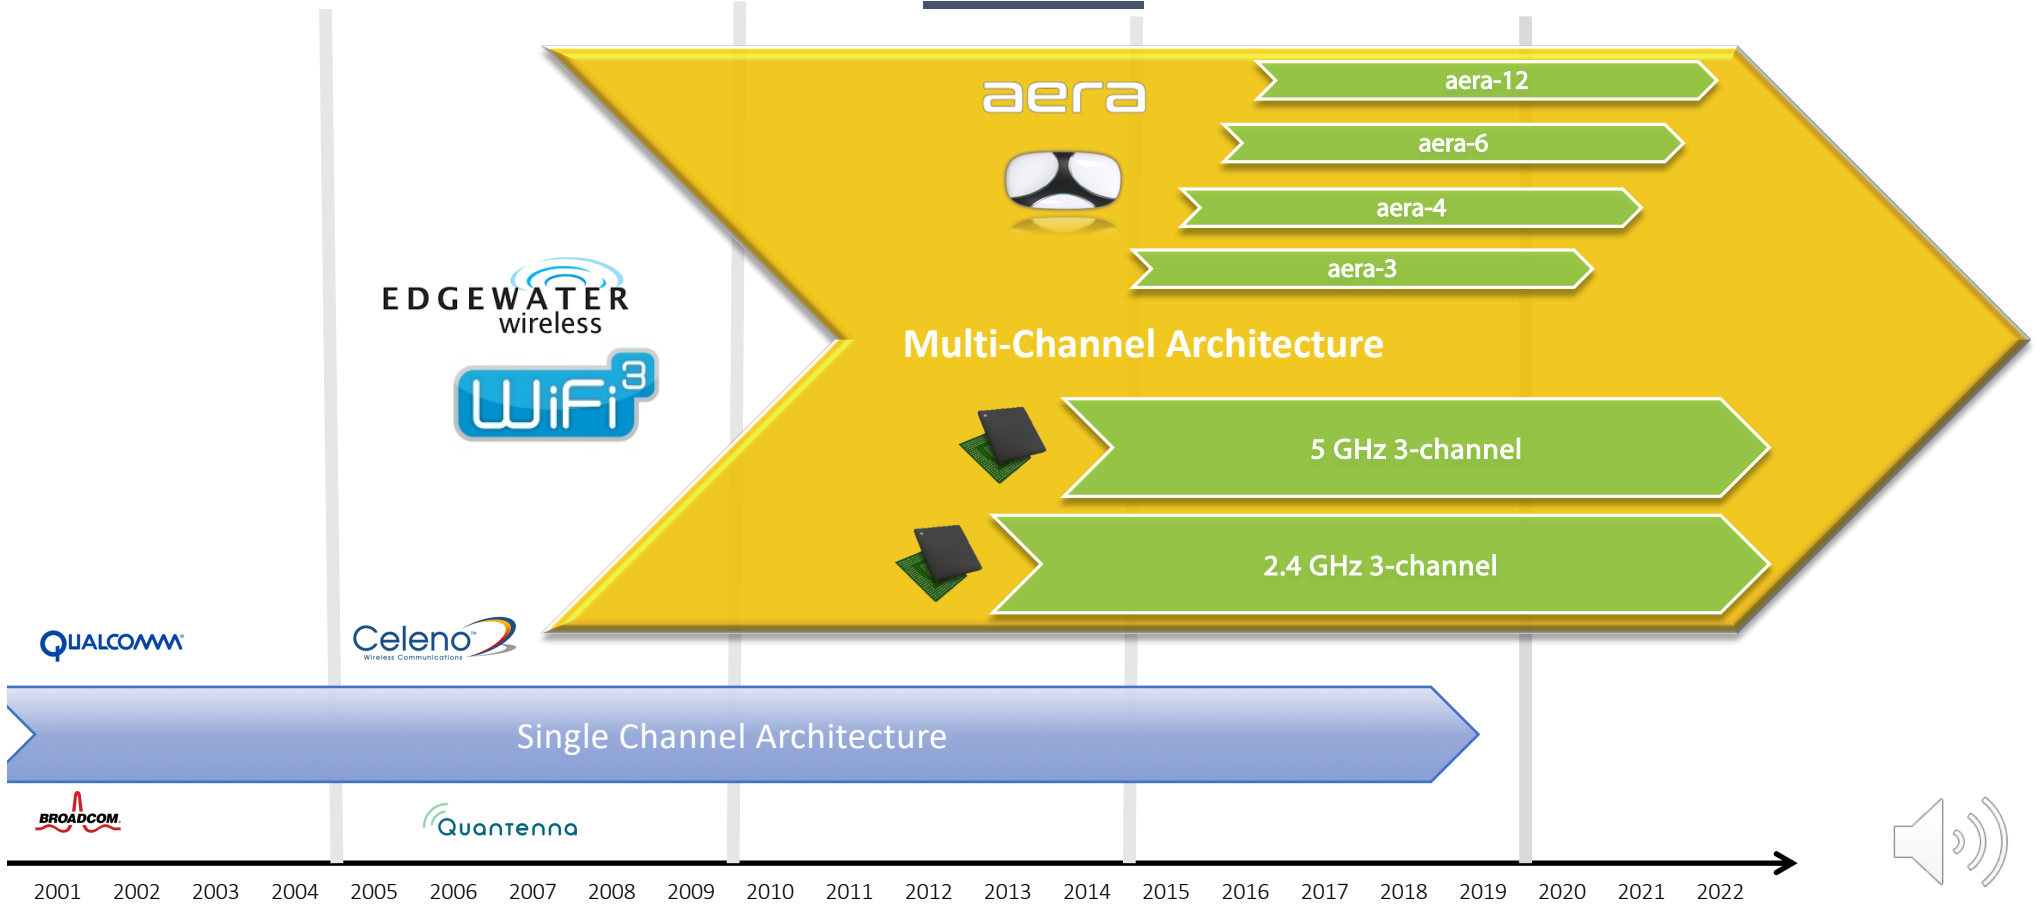 aera
aera-12
aera-6
aera-4
aera-3
EDGEWATER
wireless
WiFi3
Multi-Channel Architecture
5 GHz 3-channel
2.4 GHz 3-channel
QUALCOMM®
Celeno™
Wireless Communications
Single Channel Architecture
BROADCOM.
Quantenna
2001 2002 2003 2004 2005 2006 2007 2008 2009 2010 2011 2012 2013 2014 2015 2016 2017 2018 2019 2020 2021 2022